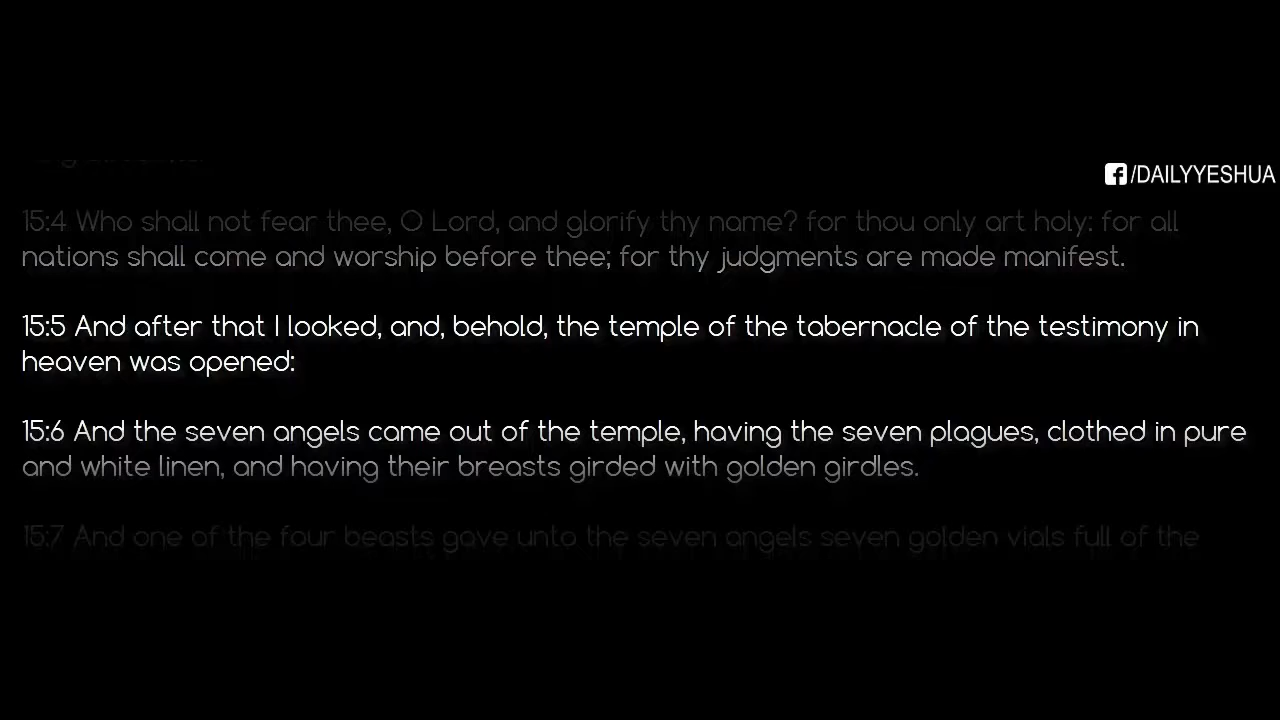 /DAILYYESHUA
15:4 Who shall not fear thee, O Lord, and glorify thy name? for thou only art holy: for all
nations shall come and worship before thee; for thy judgments are made manifest.
15:5 And after that I looked, and, behold, the temple of the tabernacle of the testimony in
heaven was opened:
15:6 And the seven angels came out of the temple, having the seven plagues, clothed in pure
and white linen, and having their breasts girded with golden girdles.
15:7 And one of the four beasts gave unto the seven angels seven golden vials full of the